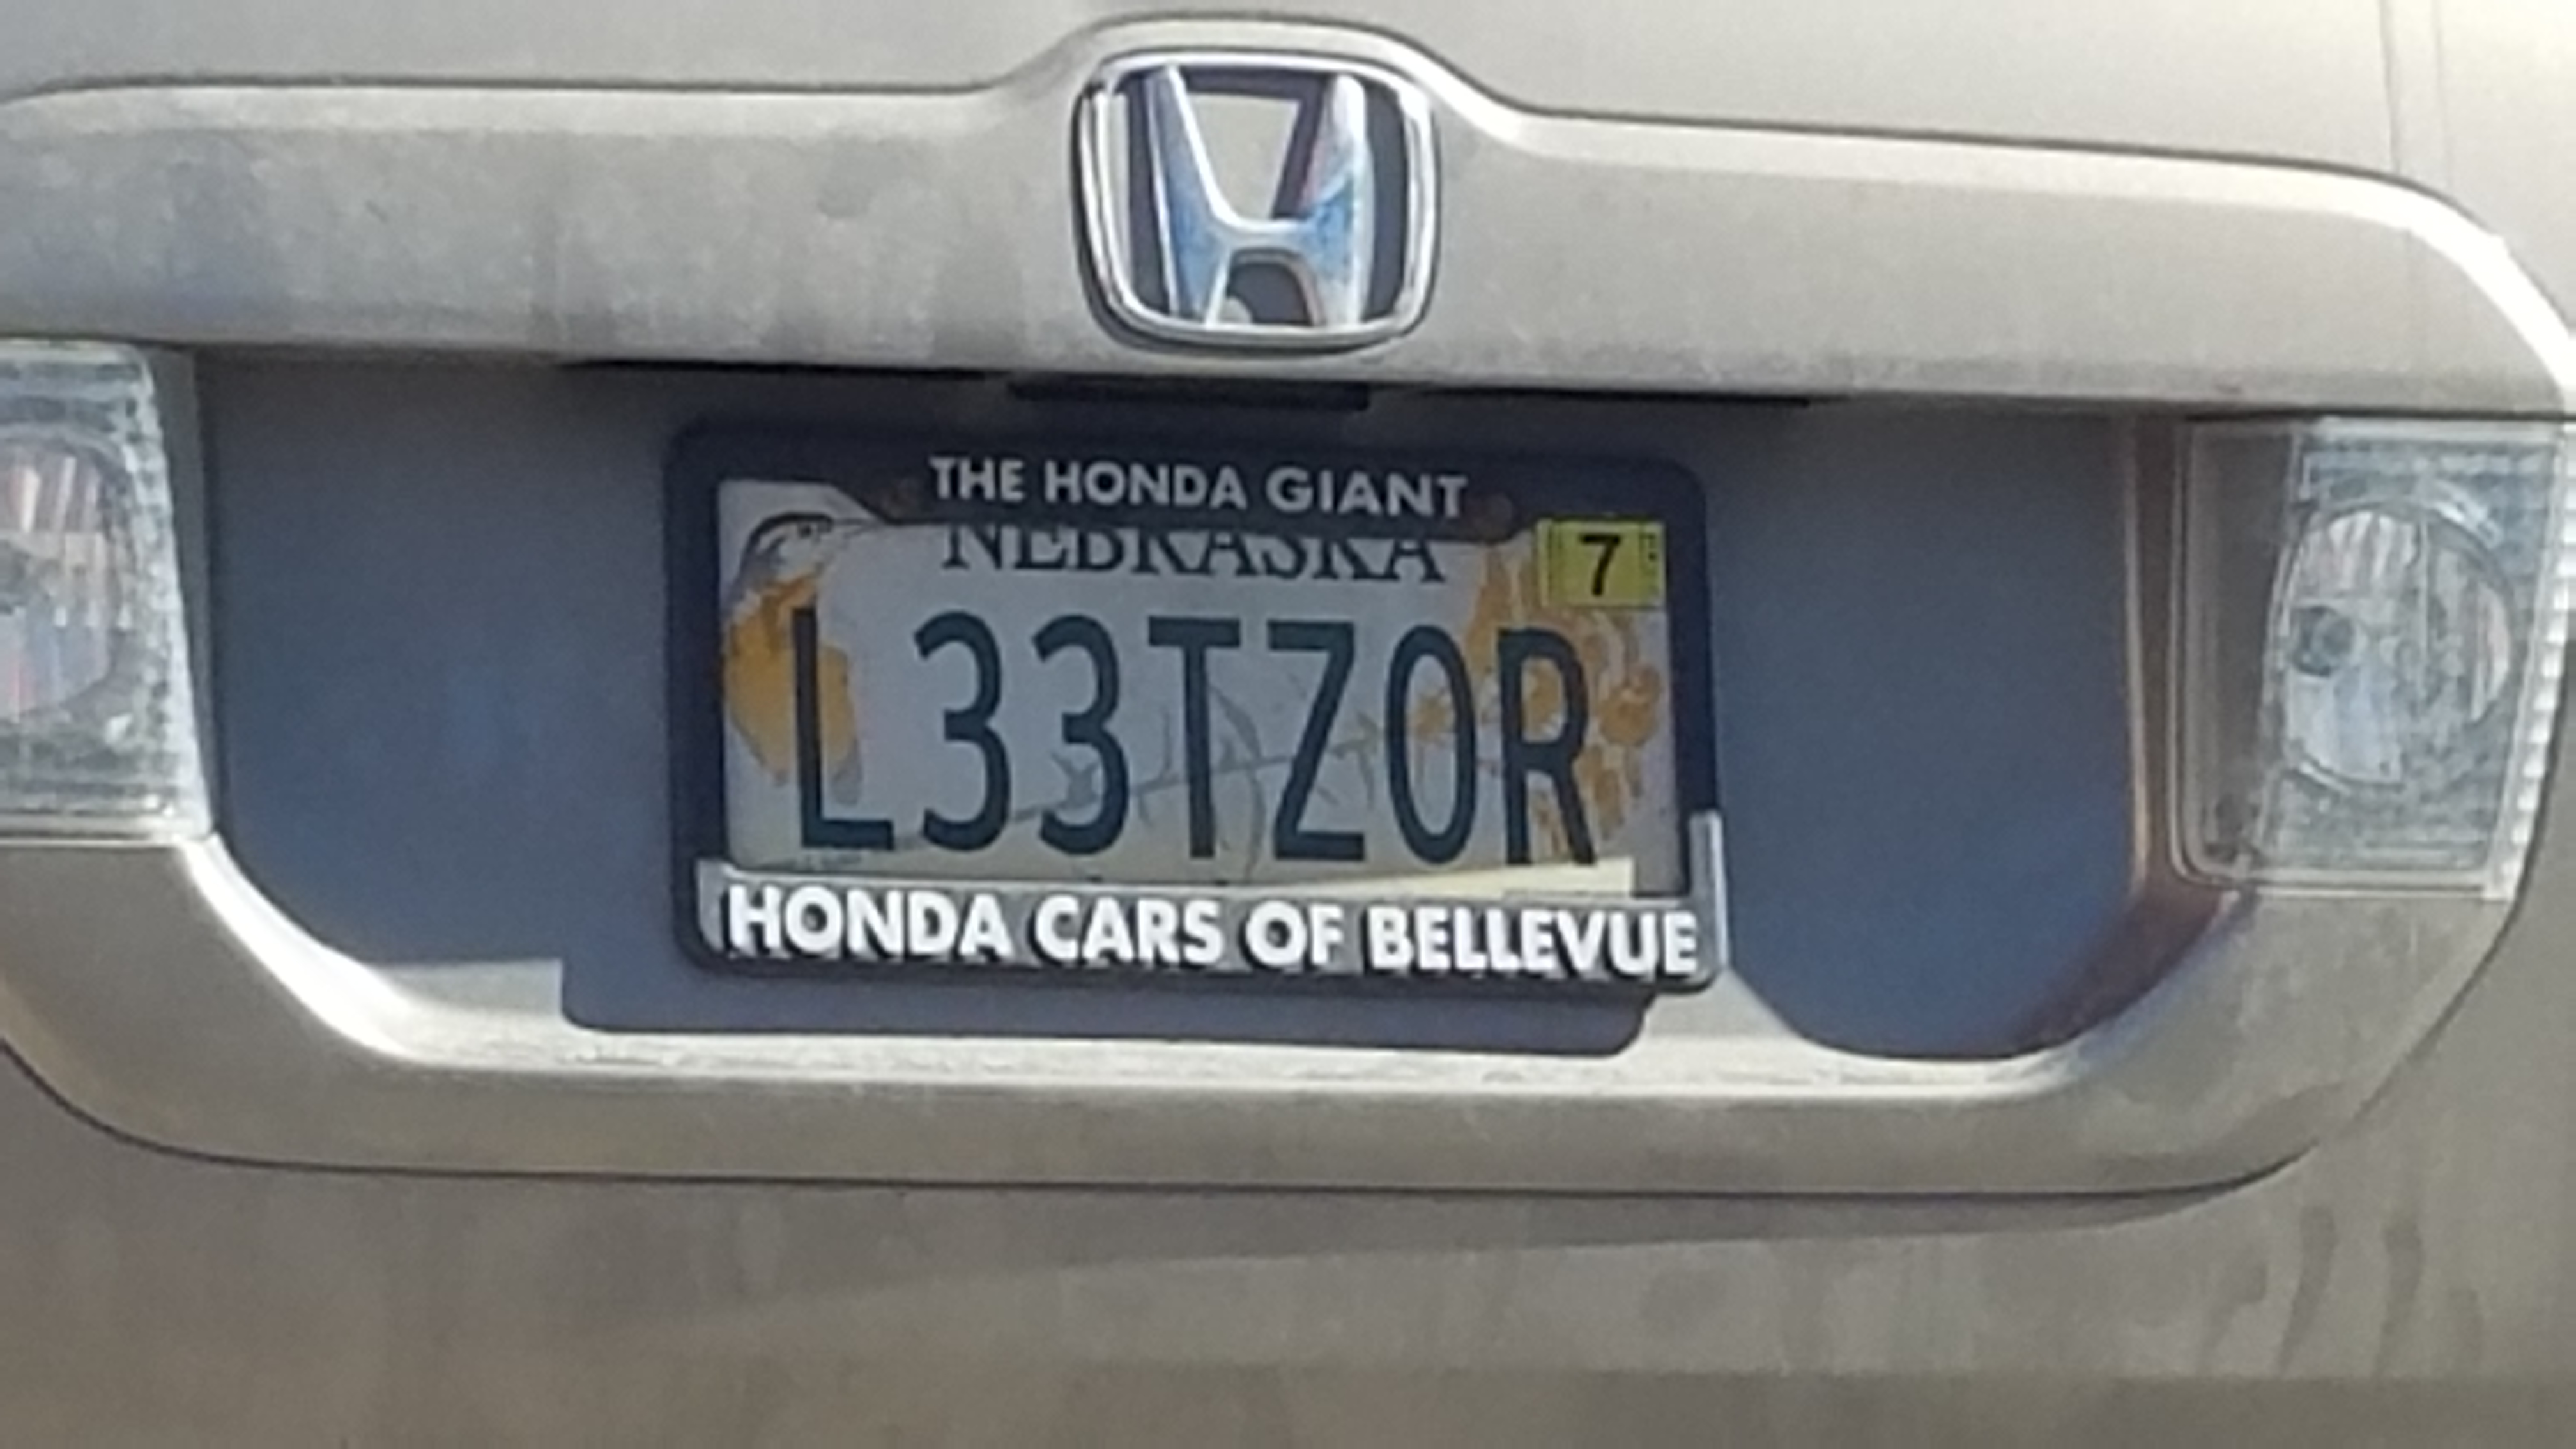 THE HONDA GIANT
NEBRASKA
7
L33TZ0R
HONDA CARS OF BELLEVUE